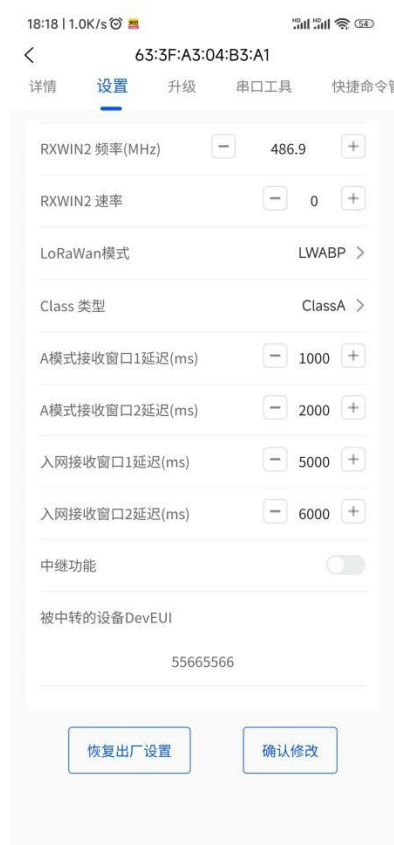 18:18 | 1.0K/s
HD HD 54
63:3F:A3:04:B3:A1
详情 设置 升级 串口工具 快捷命令
RXWIN2 频率(MHz) - 486.9 +
RXWIN2 速率 - 0 +
LoRaWan模式 LWABP >
Class 类型 ClassA >
A模式接收窗口1延迟(ms) - 1000 +
A模式接收窗口2延迟(ms) - 2000 +
入网接收窗口1延迟(ms) - 5000 +
入网接收窗口2延迟(ms) - 6000 +
中继功能
被中转的设备DevEUI
55665566
恢复出厂设置 确认修改